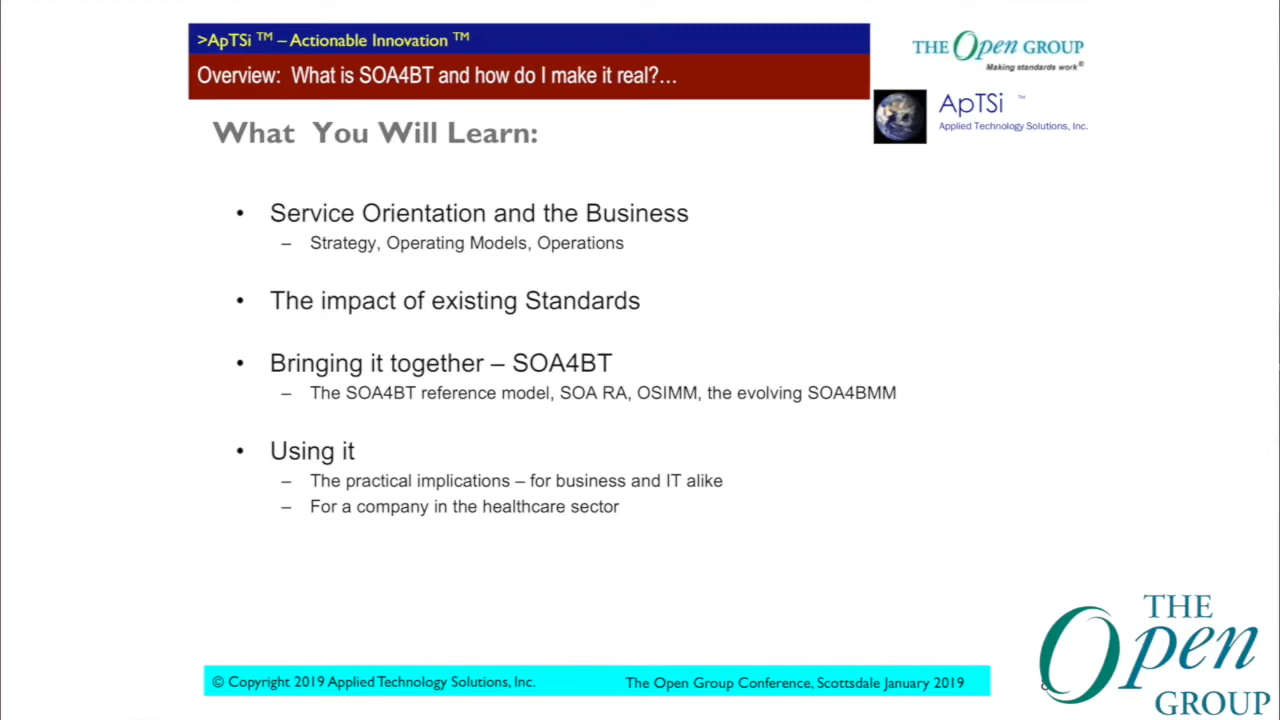 >ApTSi ™ – Actionable Innovation ™
Overview: What is SOA4BT and how do I make it real?...
THE Open GROUP
Making standards work®
ApTSi ™
Applied Technology Solutions, Inc.
What You Will Learn:
• Service Orientation and the Business
– Strategy, Operating Models, Operations
• The impact of existing Standards
• Bringing it together – SOA4BT
– The SOA4BT reference model, SOA RA, OSIMM, the evolving SOA4BMM
• Using it
– The practical implications – for business and IT alike
– For a company in the healthcare sector
© Copyright 2019 Applied Technology Solutions, Inc.
The Open Group Conference, Scottsdale January 2019
THE
Open
GROUP